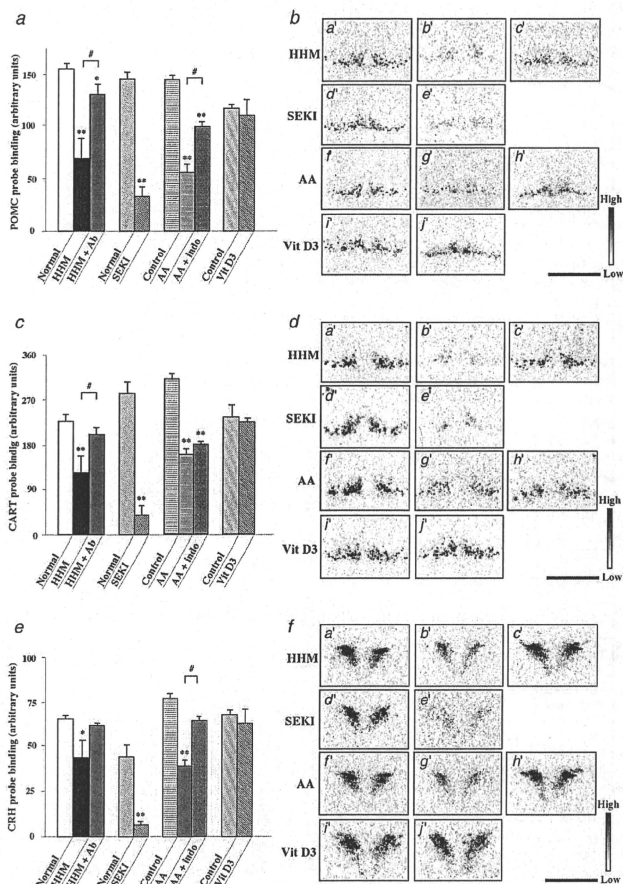 a
POMC probe binding (arbitrary units)
150
100
50
0
#
*
**
**
#
**
**
Normal
HHM
HHM + Ab
Normal
SEKI
Control
AA
AA + Indo
Control
Vit D3
b
HHM
a'
b'
c'
SEKI
d'
e'
AA
f
g'
h'
Vit D3
i'
j'
High
Low
c
CART probe bindig (arbitrary units)
360
270
180
90
0
#
**
**
**
**
Normal
HHM
HHM + Ab
Normal
SEKI
Control
AA
AA + Indo
Control
Vit D3
d
HHM
a'
b'
c'
SEKI
d'
e'
AA
f'
g'
h'
Vit D3
i'
j'
High
Low
e
CRH probe binding (arbitrary units)
100
75
50
25
0
*
**
#
**
Normal
HHM
HHM + Ab
Normal
SEKI
Control
AA
AA + Indo
Control
Vit D3
f
HHM
a'
b'
c'
SEKI
d'
e'
AA
f'
g'
h'
Vit D3
i'
j'
High
Low